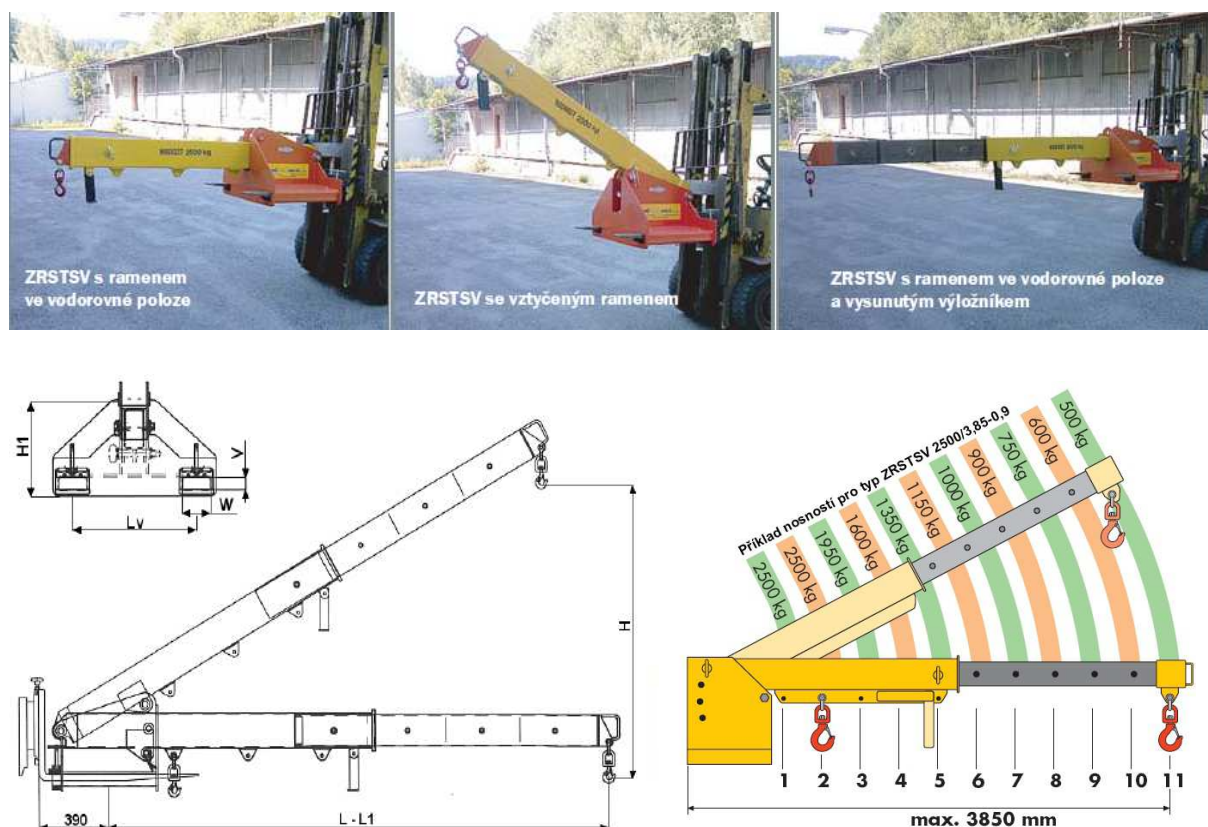 ZRSTSV s ramenem
ve vodorovné poloze
ZRSTSV se vztyčeným ramenem
ZRSTSV s ramenem ve vodorovné poloze
a vysunutým výložníkem
H1
V
W
Lv
H
390
L - L1
Příklad nosností pro typ ZRSTSV 2500/3,85-0,9
2500 kg
2500 kg
1950 kg
1600 kg
1350 kg
1150 kg
1000 kg
900 kg
750 kg
600 kg
500 kg
1 2 3 4 5 6 7 8 9 10 11
max. 3850 mm